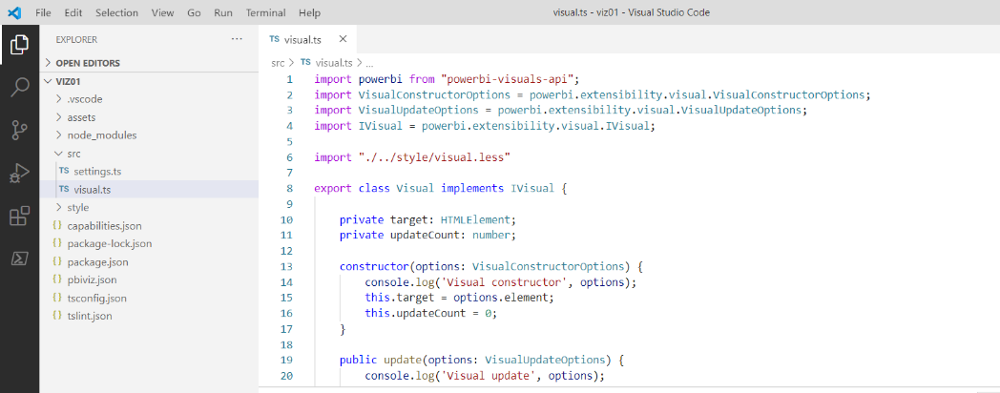 File Edit Selection View Go Run Terminal Help
visual.ts - viz01 - Visual Studio Code
EXPLORER ...
OPEN EDITORS
VIZ01
.vscode
assets
node_modules
src
TS settings.ts
TS visual.ts
style
{} capabilities.json
{} package-lock.json
{} package.json
{} pbiviz.json
{} tsconfig.json
{} tslint.json
TS visual.ts ×
src > TS visual.ts > ...
1 import powerbi from "powerbi-visuals-api";
2 import VisualConstructorOptions = powerbi.extensibility.visual.VisualConstructorOptions;
3 import VisualUpdateOptions = powerbi.extensibility.visual.VisualUpdateOptions;
4 import IVisual = powerbi.extensibility.visual.IVisual;
5
6 import "./../style/visual.less"
7
8 export class Visual implements IVisual {
9
10 private target: HTMLElement;
11 private updateCount: number;
12
13 constructor(options: VisualConstructorOptions) {
14 console.log('Visual constructor', options);
15 this.target = options.element;
16 this.updateCount = 0;
17 }
18
19 public update(options: VisualUpdateOptions) {
20 console.log('Visual update', options);